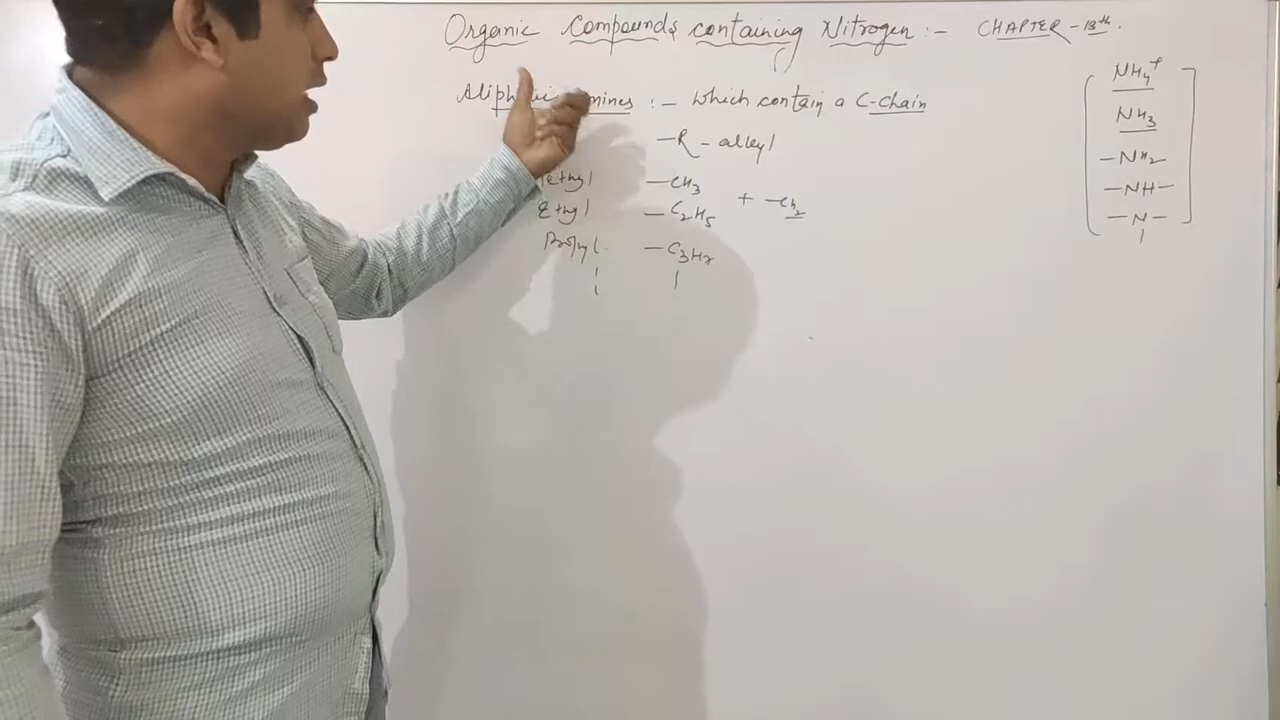 Organic Compounds containing Nitrogen :- CHAPTER-13th.
amines :- Which contain a C-Chain
-R - alkyl
-CH3
Ethyl -C2H5 + -CH2
Propyl -C3H7
NH4+
NH3
-NH2
-NH-
-N-